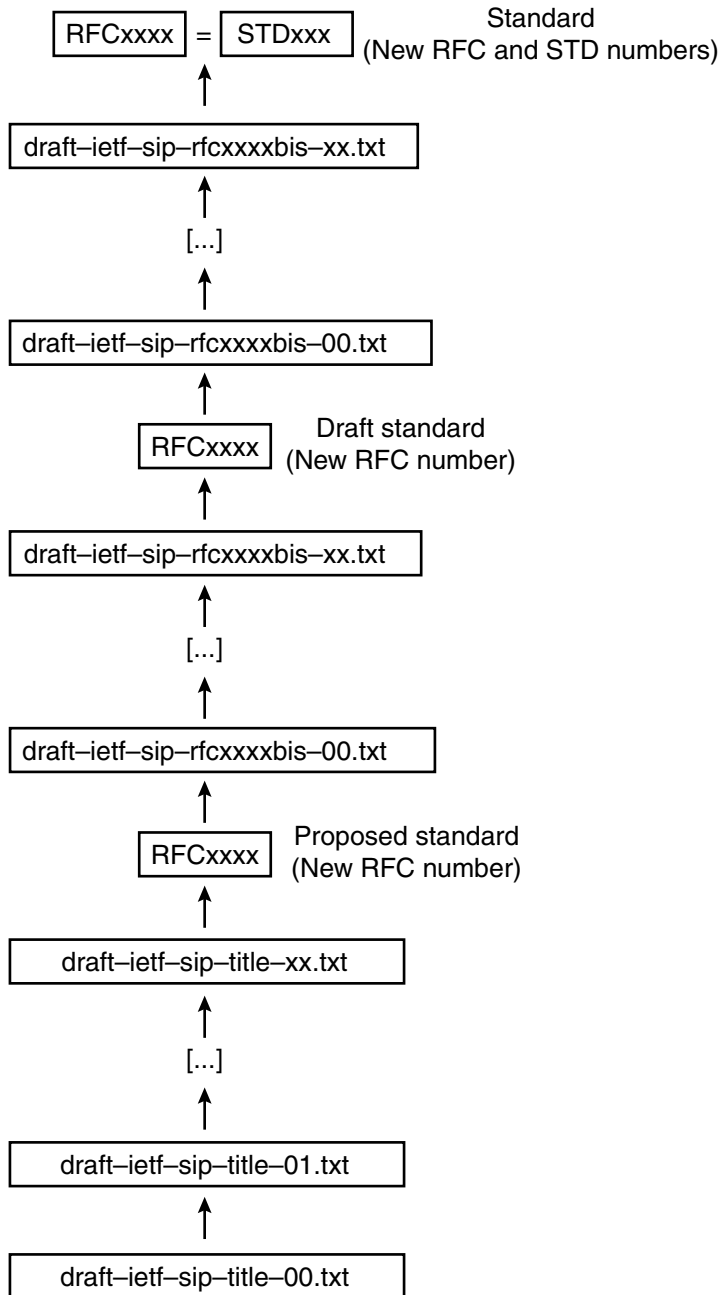 RFCxxxx = STDxxx Standard
(New RFC and STD numbers)
draft–ietf–sip–rfcxxxxbis–xx.txt
[...]
draft–ietf–sip–rfcxxxxbis–00.txt
RFCxxxx Draft standard
(New RFC number)
draft–ietf–sip–rfcxxxxbis–xx.txt
[...]
draft–ietf–sip–rfcxxxxbis–00.txt
RFCxxxx Proposed standard
(New RFC number)
draft–ietf–sip–title–xx.txt
[...]
draft–ietf–sip–title–01.txt
draft–ietf–sip–title–00.txt